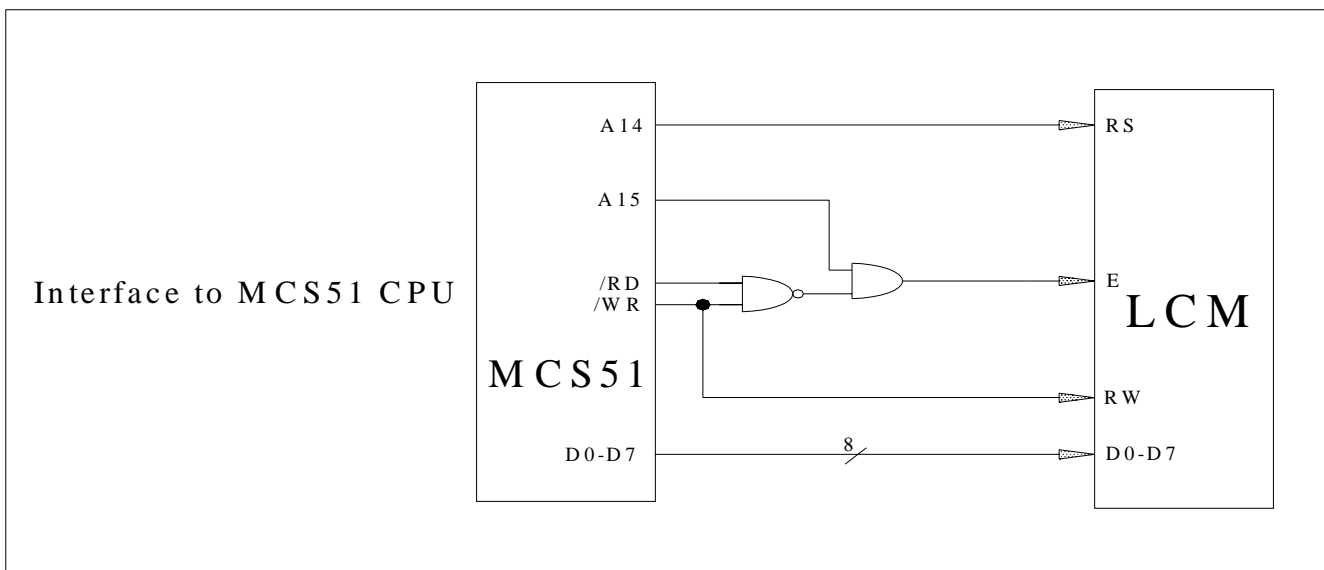 A14
RS
A15
Interface to MCS51 CPU
/RD
/WR
E
LCM
MCS51
RW
8
D0-D7
D0-D7